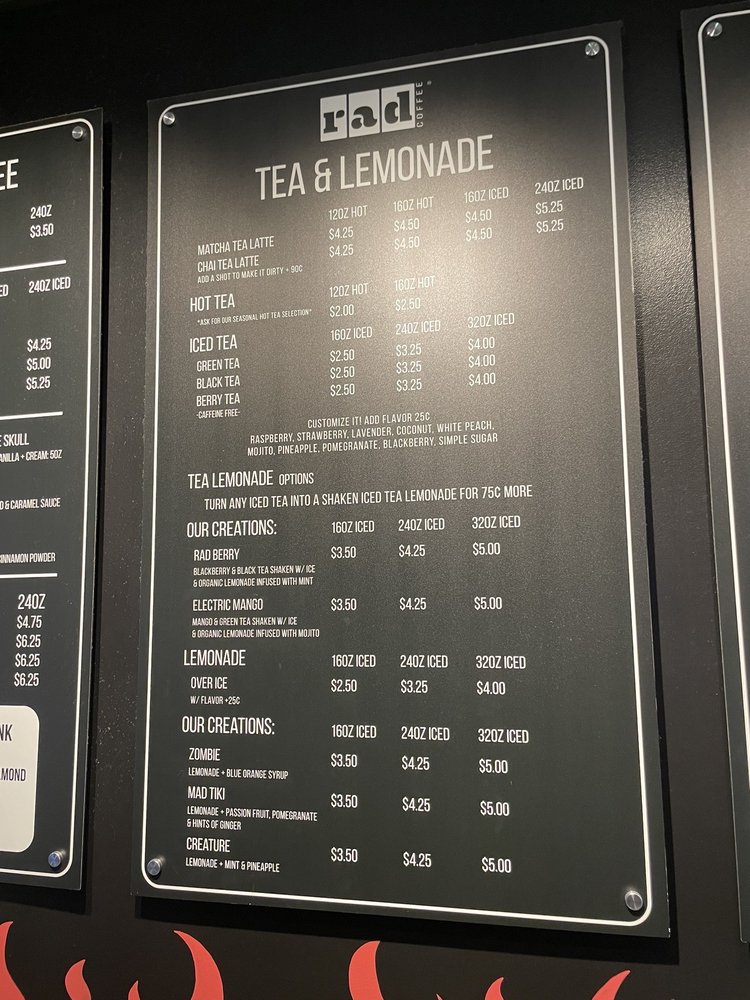 EE
24OZ
$3.50
ED 24OZ ICED
$4.25
$5.00
$5.25
E SKULL
ANILLA + CREAM: 5OZ
D & CARAMEL SAUCE
CINNAMON POWDER
24OZ
$4.75
$6.25
$6.25
$6.25
NK
LMOND
rad COFFEE ®
TEA & LEMONADE
12OZ HOT 16OZ HOT 16OZ ICED 24OZ ICED
MATCHA TEA LATTE $4.25 $4.50 $4.50 $5.25
CHAI TEA LATTE $4.25 $4.50 $4.50 $5.25
ADD A SHOT TO MAKE IT DIRTY + 90¢
HOT TEA 12OZ HOT 16OZ HOT
*ASK FOR OUR SEASONAL HOT TEA SELECTION* $2.00 $2.50
ICED TEA 16OZ ICED 24OZ ICED 32OZ ICED
GREEN TEA $2.50 $3.25 $4.00
BLACK TEA $2.50 $3.25 $4.00
BERRY TEA $2.50 $3.25 $4.00
-CAFFEINE FREE-
CUSTOMIZE IT! ADD FLAVOR 25¢
RASPBERRY, STRAWBERRY, LAVENDER, COCONUT, WHITE PEACH,
MOJITO, PINEAPPLE, POMEGRANATE, BLACKBERRY, SIMPLE SUGAR
TEA LEMONADE OPTIONS
TURN ANY ICED TEA INTO A SHAKEN ICED TEA LEMONADE FOR 75¢ MORE
OUR CREATIONS: 16OZ ICED 24OZ ICED 32OZ ICED
RAD BERRY $3.50 $4.25 $5.00
BLACKBERRY & BLACK TEA SHAKEN W/ ICE
& ORGANIC LEMONADE INFUSED WITH MINT
ELECTRIC MANGO $3.50 $4.25 $5.00
MANGO & GREEN TEA SHAKEN W/ ICE
& ORGANIC LEMONADE INFUSED WITH MOJITO
LEMONADE 16OZ ICED 24OZ ICED 32OZ ICED
OVER ICE $2.50 $3.25 $4.00
W/ FLAVOR +25¢
OUR CREATIONS: 16OZ ICED 24OZ ICED 32OZ ICED
ZOMBIE $3.50 $4.25 $5.00
LEMONADE + BLUE ORANGE SYRUP
MAD TIKI $3.50 $4.25 $5.00
LEMONADE + PASSION FRUIT, POMEGRANATE
& HINTS OF GINGER
CREATURE $3.50 $4.25 $5.00
LEMONADE + MINT & PINEAPPLE